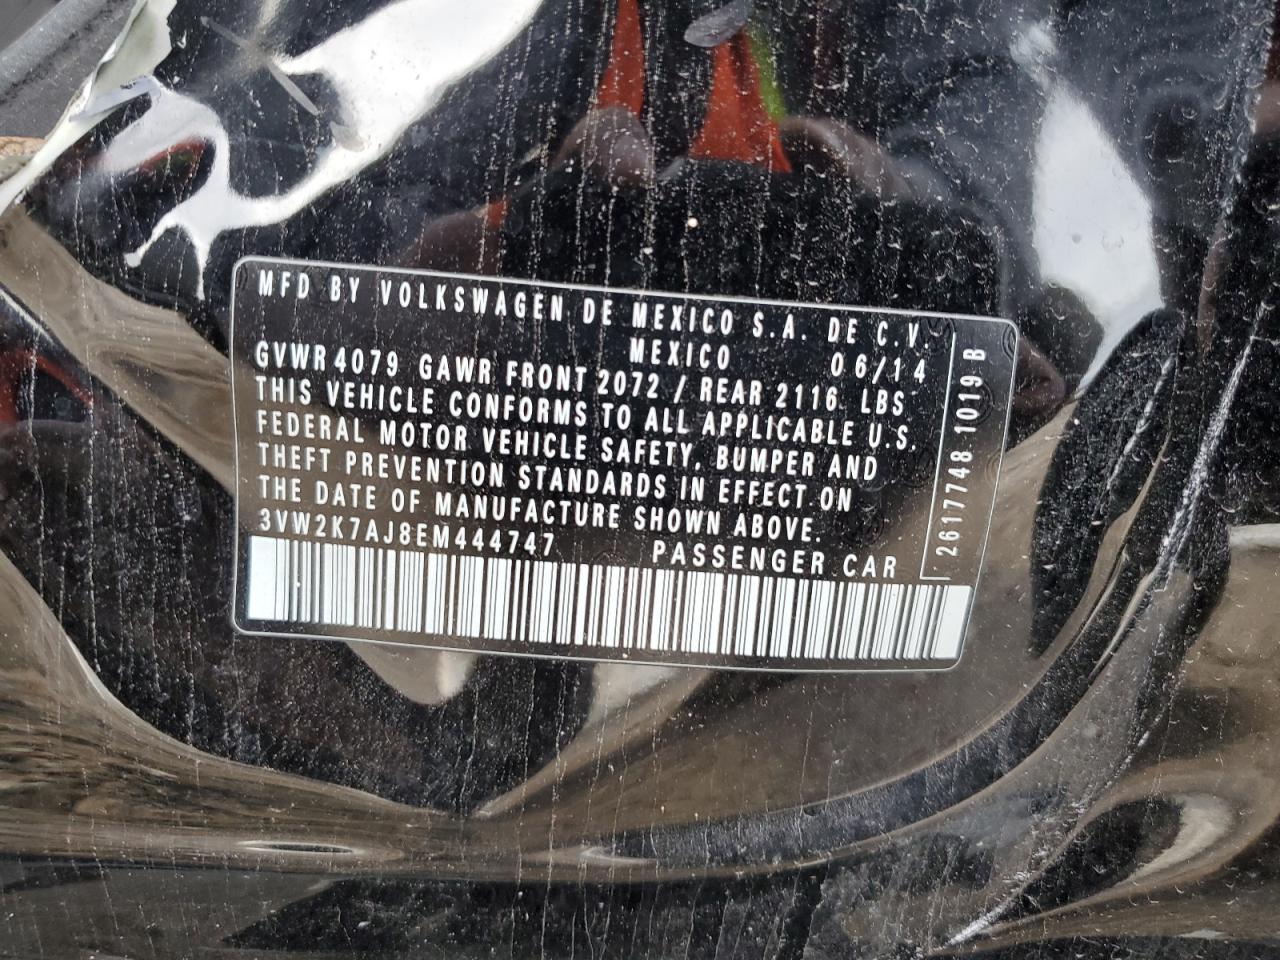 MFD BY VOLKSWAGEN DE MEXICO S.A. DE C.V.
MEXICO 06/14
GVWR 4079 GAWR FRONT 2072 / REAR 2116 LBS
THIS VEHICLE CONFORMS TO ALL APPLICABLE U.S.
FEDERAL MOTOR VEHICLE SAFETY, BUMPER AND
THEFT PREVENTION STANDARDS IN EFFECT ON
THE DATE OF MANUFACTURE SHOWN ABOVE.
3VW2K7AJ8EM444747 PASSENGER CAR
2617748 1019 B